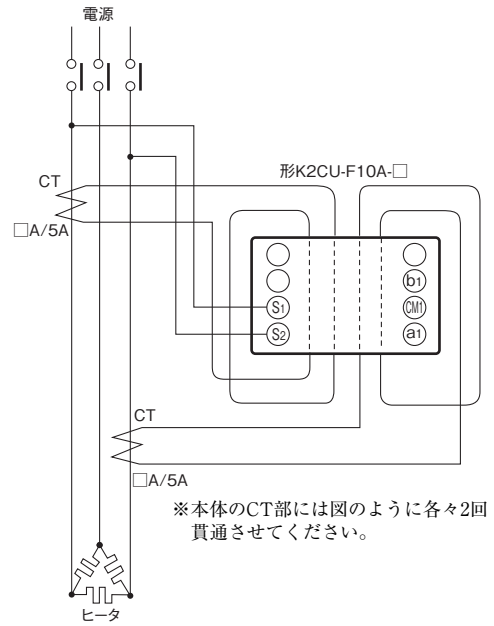 電源
形K2CU-F10A-□
CT
□A/5A
b1
S1
CM1
S2
a1
CT
□A/5A
※本体のCT部には図のように各々2回
貫通させてください。
ヒータ